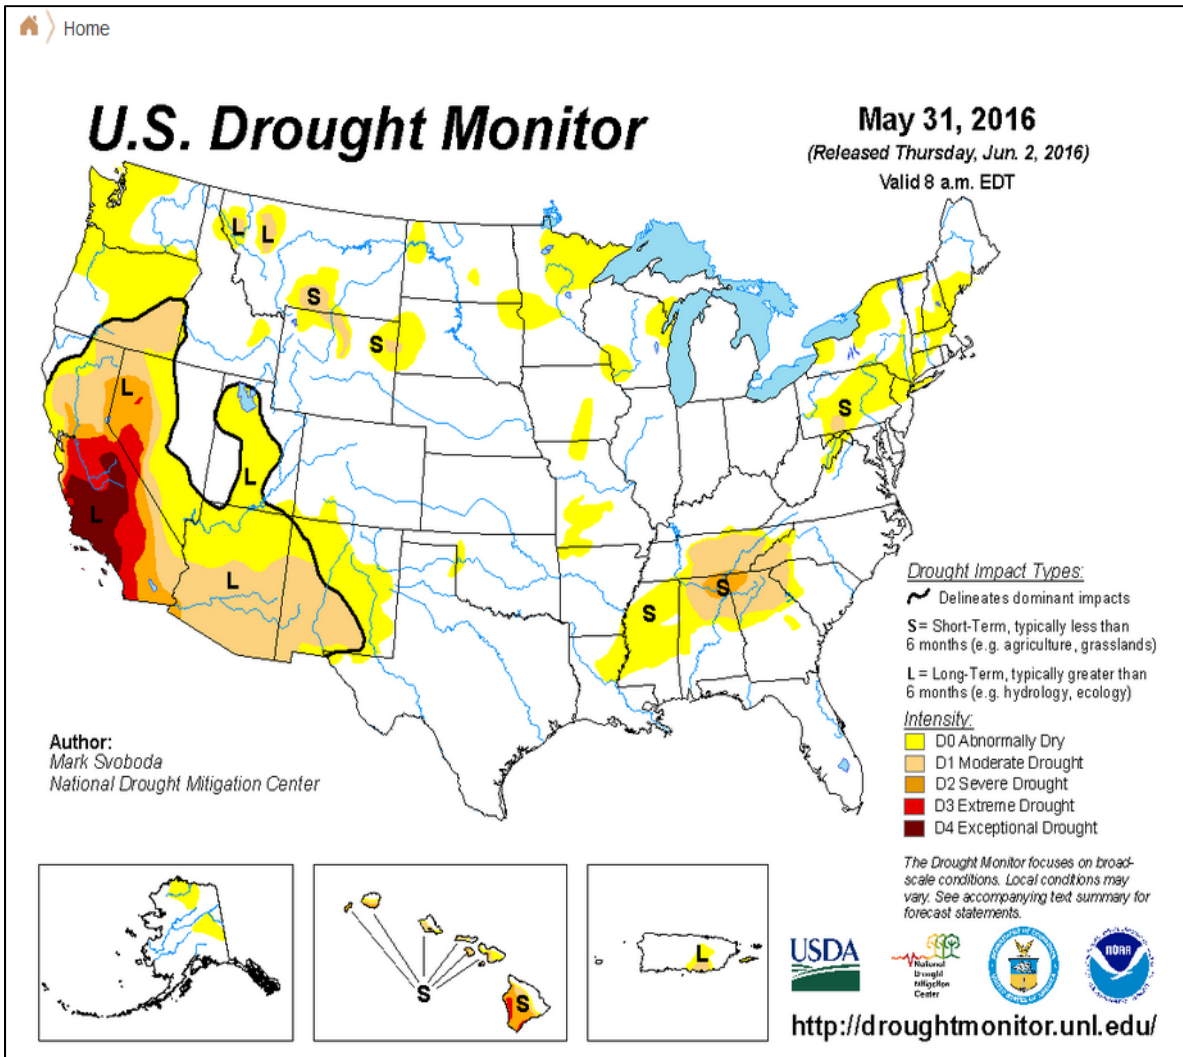 Home
U.S. Drought Monitor
May 31, 2016
(Released Thursday, Jun. 2, 2016)
Valid 8 a.m. EDT
L
L
S
S
L
L
L
L
S
S
S
Drought Impact Types:
Delineates dominant impacts
S = Short-Term, typically less than
6 months (e.g. agriculture, grasslands)
L = Long-Term, typically greater than
6 months (e.g. hydrology, ecology)
Intensity:
D0 Abnormally Dry
D1 Moderate Drought
D2 Severe Drought
D3 Extreme Drought
D4 Exceptional Drought
Author:
Mark Svoboda
National Drought Mitigation Center
The Drought Monitor focuses on broad-
scale conditions. Local conditions may
vary. See accompanying text summary for
forecast statements.
S
S
L
USDA
National
Drought
Mitigation
Center
NOAA
http://droughtmonitor.unl.edu/